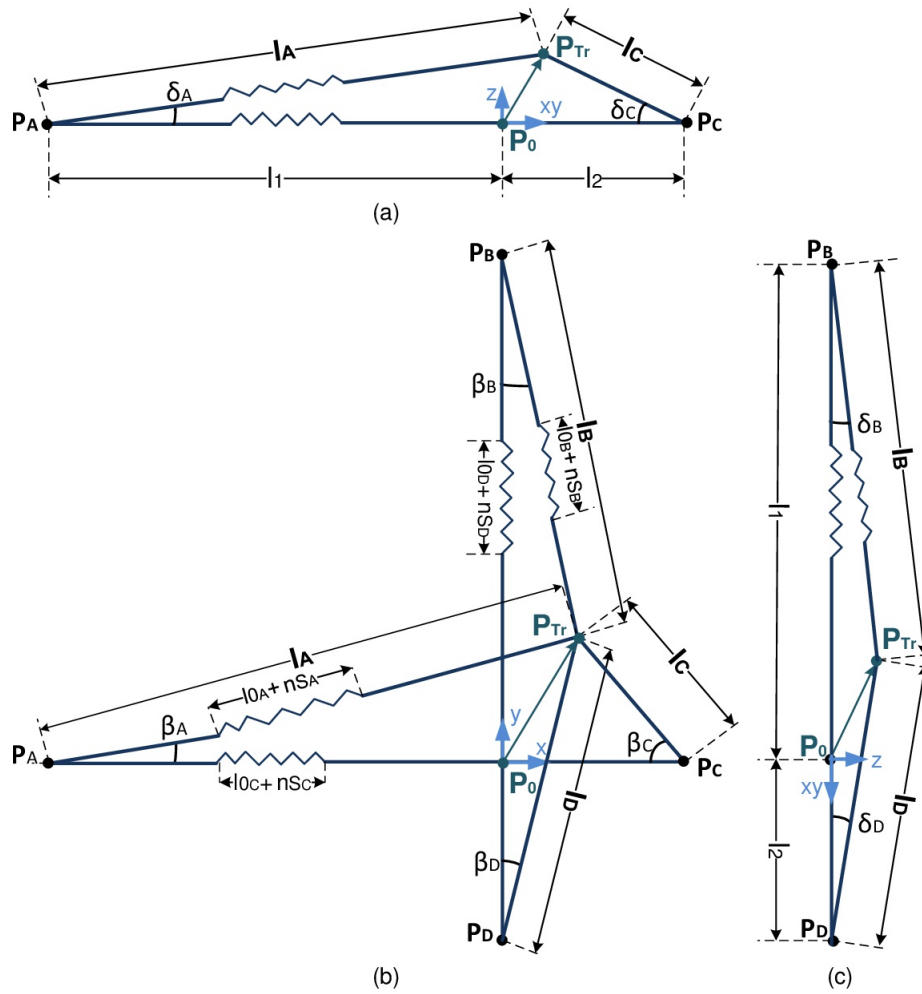 lA
PTr
lC
δA
z
xy
δC
PA
P0
PC
l1
l2
(a)
PB
PB
βB
lB
l0B+ nSB
δB
lB
l0D+ nSD
l1
PTr
PTr
lA
lC
l0A+ nSA
y
βA
x
βC
P0
z
PA
P0
PC
l0C+ nSC
xy
lD
lD
δD
βD
l2
PD
PD
(b)
(c)